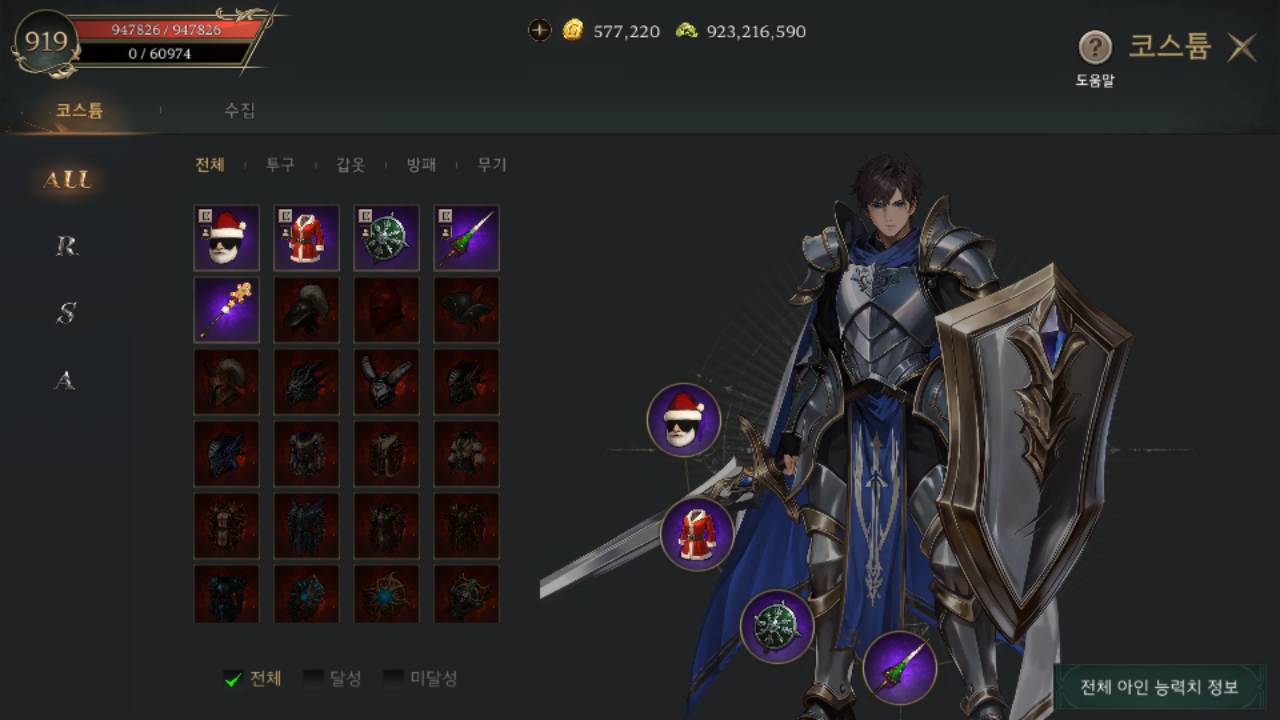 919
947826 / 947826
0 / 60974
577,220
923,216,590
?
도움말
코스튬
코스튬
수집
ALL
R
S
A
전체
투구
갑옷
방패
무기
E
E
E
E
전체
달성
미달성
전체 아인 능력치 정보